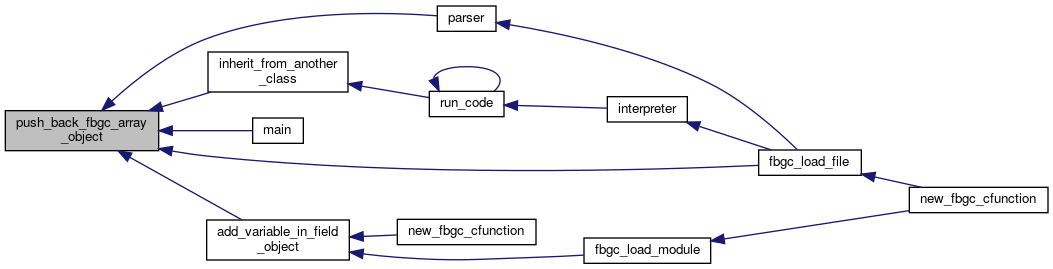 parser
inherit_from_another
_class
run_code
interpreter
push_back_fbgc_array
_object
main
fbgc_load_file
new_fbgc_cfunction
add_variable_in_field
_object
new_fbgc_cfunction
fbgc_load_module